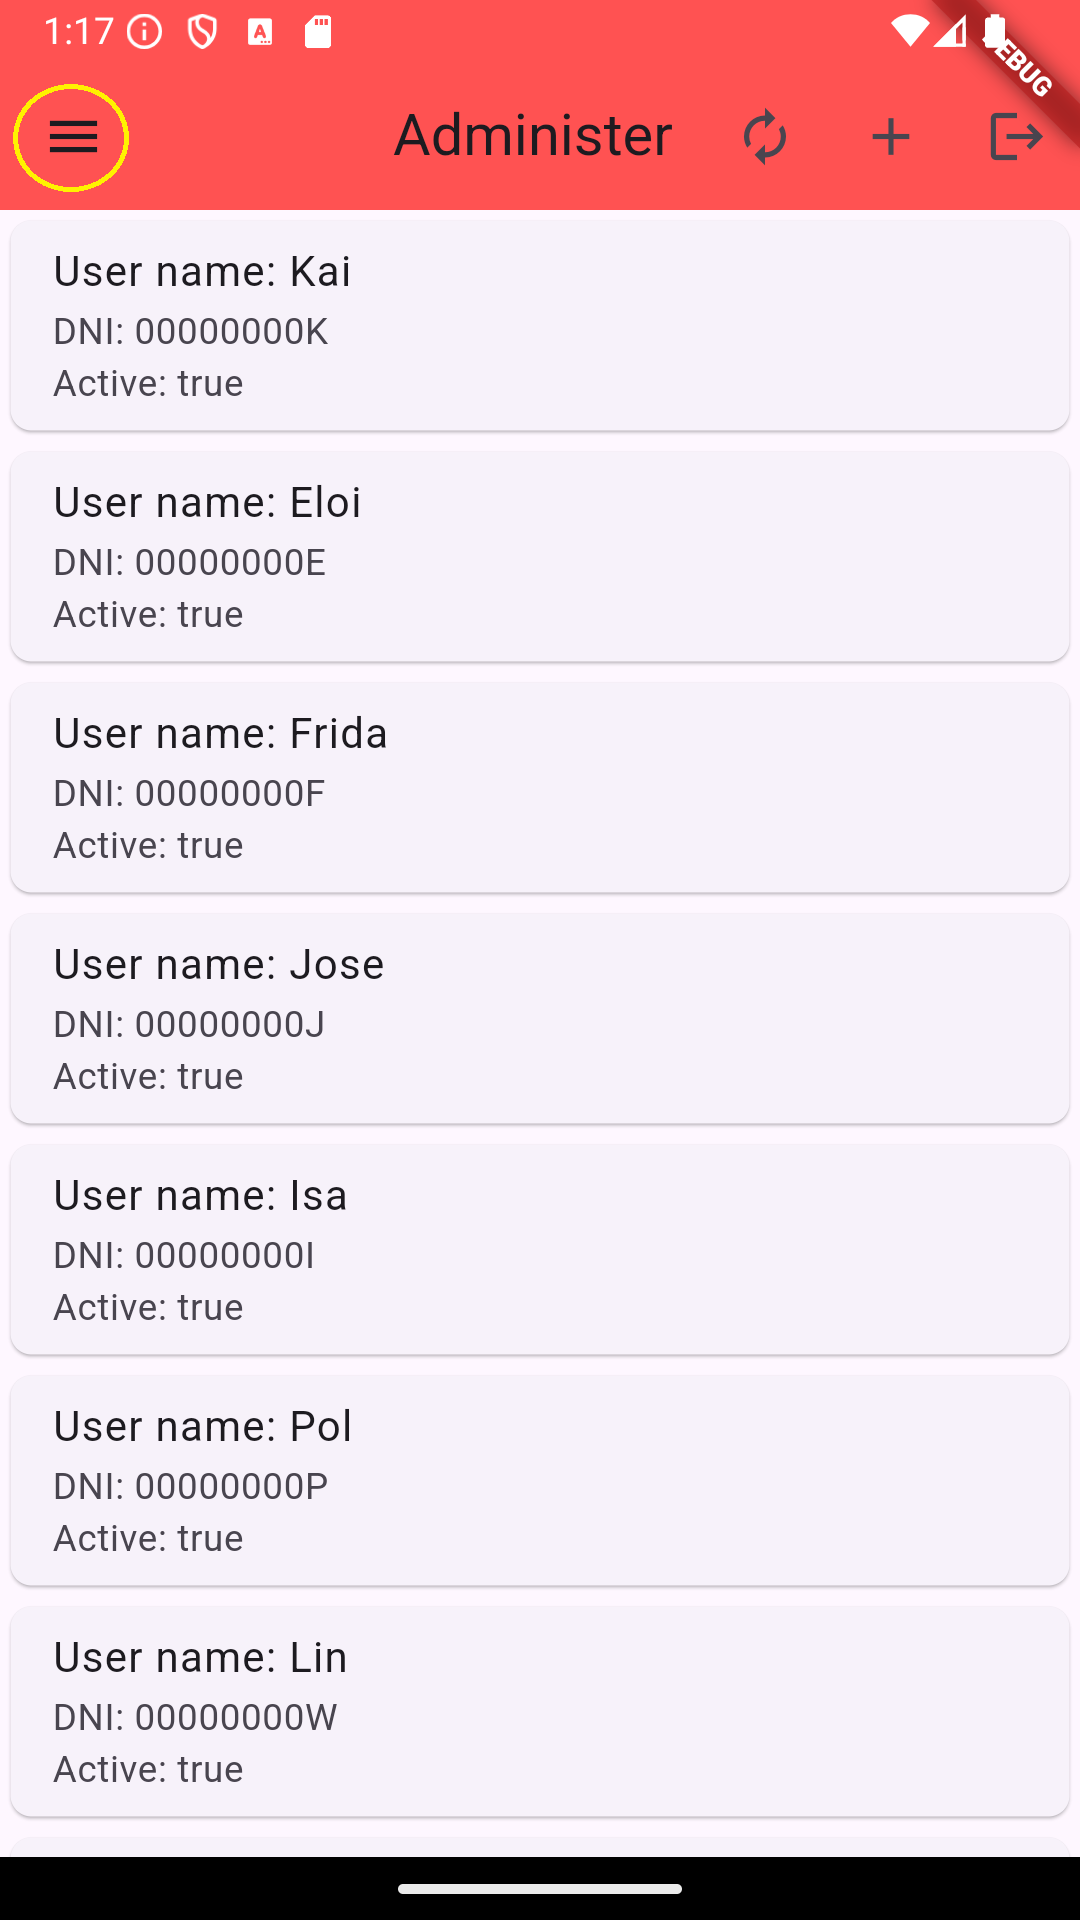 1:17
EBUG
Administer
User name: Kai
DNI: 00000000K
Active: true
User name: Eloi
DNI: 00000000E
Active: true
User name: Frida
DNI: 00000000F
Active: true
User name: Jose
DNI: 00000000J
Active: true
User name: Isa
DNI: 00000000I
Active: true
User name: Pol
DNI: 00000000P
Active: true
User name: Lin
DNI: 00000000W
Active: true